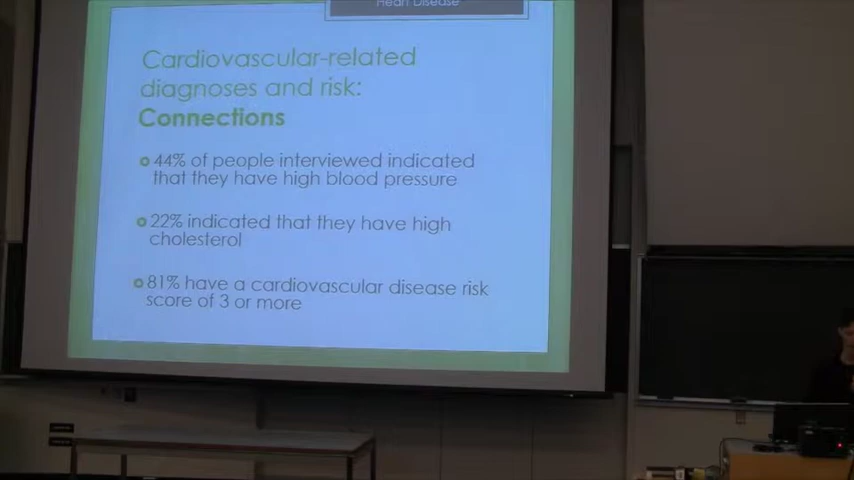 Heart Disease
Cardiovascular-related
diagnoses and risk:
Connections
44% of people interviewed indicated
that they have high blood pressure
22% indicated that they have high
cholesterol
81% have a cardiovascular disease risk
score of 3 or more